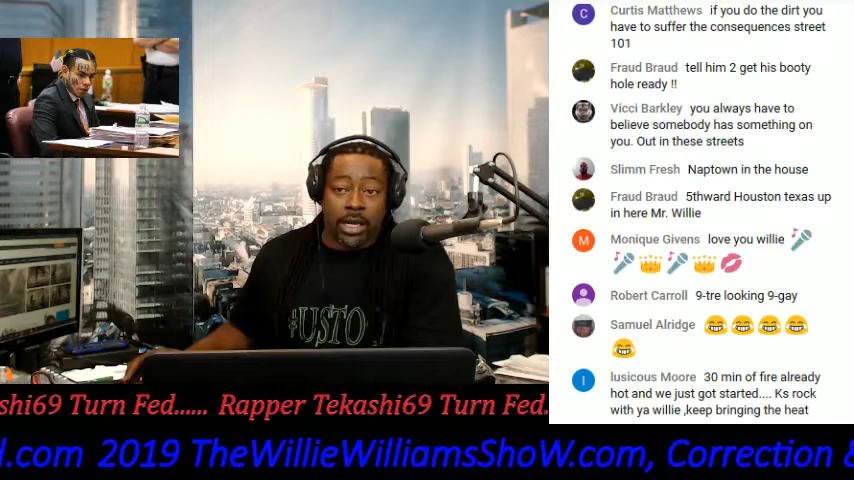 C Curtis Matthews if you do the dirt you
have to suffer the consequences street
101
Fraud Braud tell him 2 get his booty
hole ready !!
Vicci Barkley you always have to
believe somebody has something on
you. Out in these streets
Slimm Fresh Naptown in the house
Fraud Braud 5thward Houston texas up
in here Mr. Willie
M Monique Givens love you willie 🎤
🎤👑🎤👑💋
Robert Carroll 9-tre looking 9-gay
Samuel Alridge 😂😂😂😂
😂
I lusicous Moore 30 min of fire already
hot and we just got started.... Ks rock
with ya willie ,keep bringing the heat
#USTO
shi69 Turn Fed...... Rapper Tekashi69 Turn Fed.
d.com 2019 TheWillieWilliamsShoW.com, Correction &